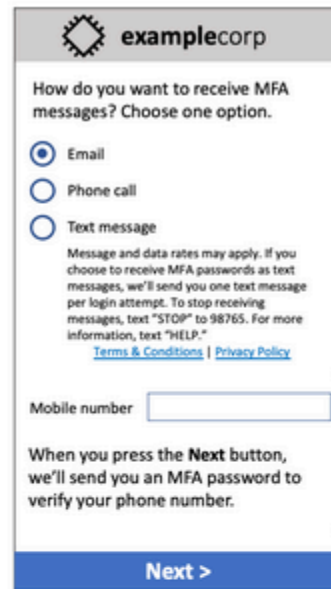 examplecorp
How do you want to receive MFA
messages? Choose one option.
Email
Phone call
Text message
Message and data rates may apply. If you
choose to receive MFA passwords as text
messages, we'll send you one text message
per login attempt. To stop receiving
messages, text "STOP" to 98765. For more
information, text "HELP."
Terms & Conditions | Privacy Policy
Mobile number
When you press the Next button,
we'll send you an MFA password to
verify your phone number.
Next >